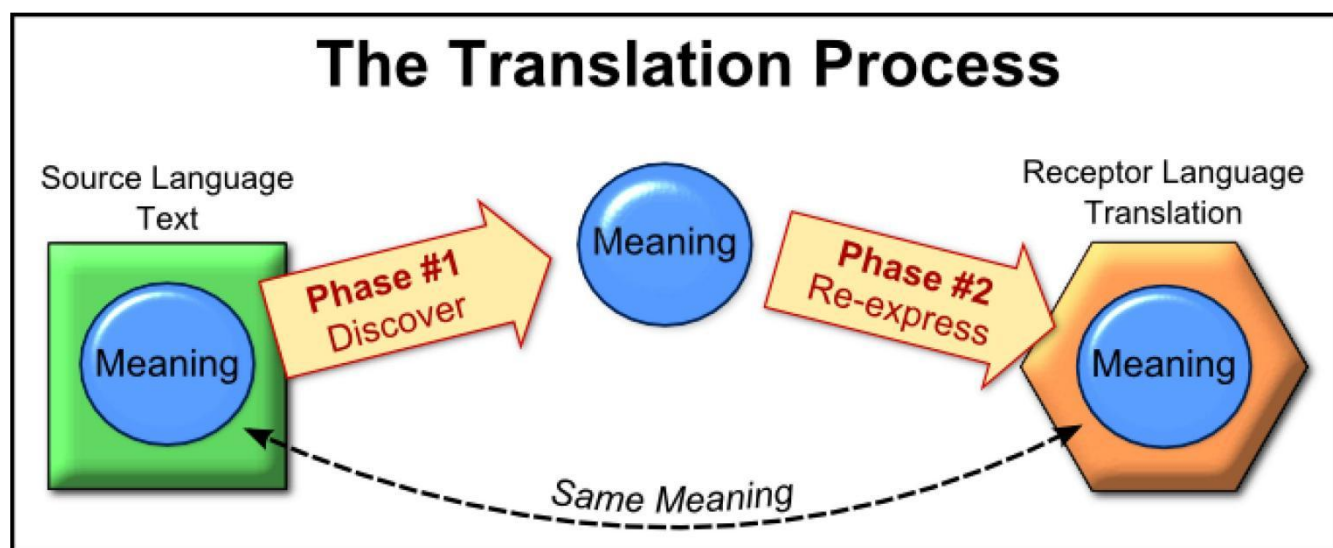 The Translation Process
Source Language
Text
Meaning
Phase #1
Discover
Meaning
Phase #2
Re-express
Receptor Language
Translation
Meaning
Same Meaning